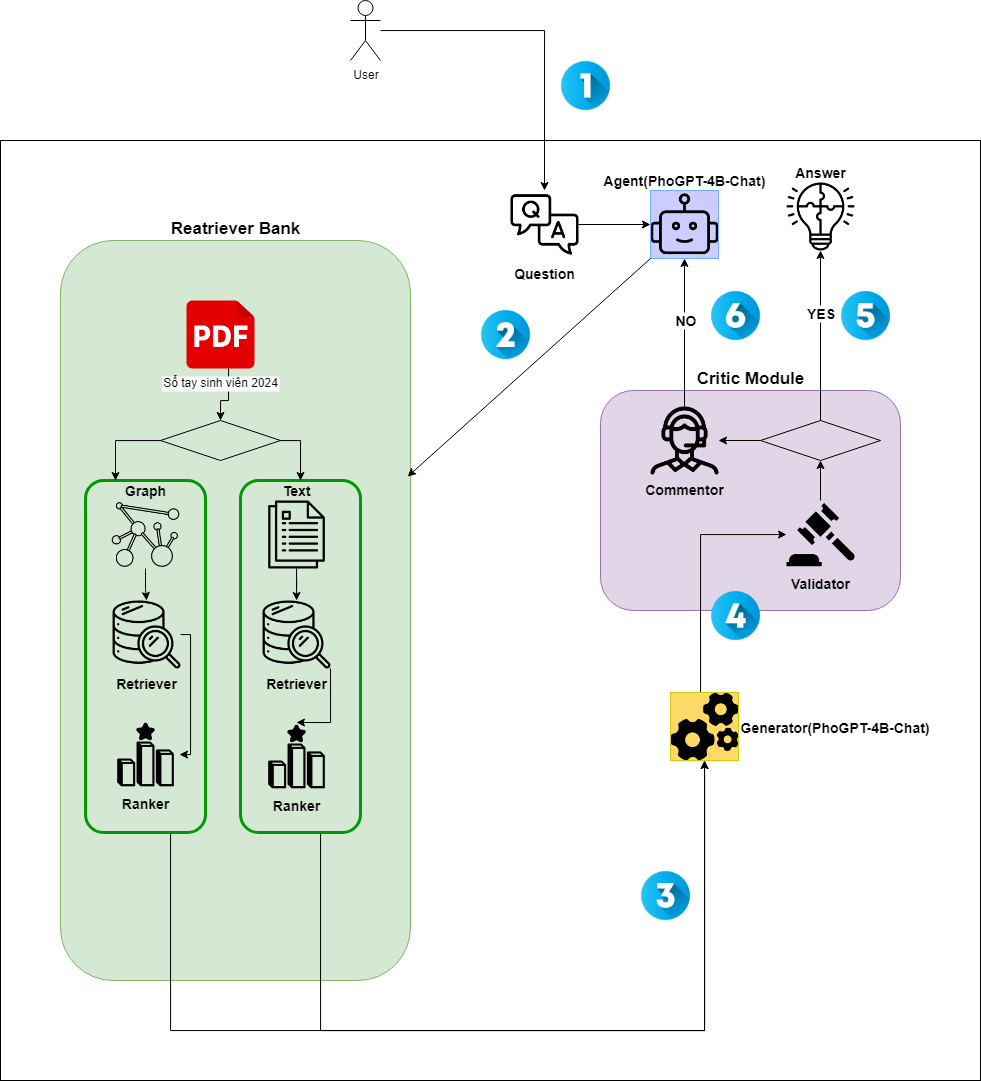 User
1
Agent(PhoGPT-4B-Chat)
Answer
Q
A
Question
Reatriever Bank
PDF
Sổ tay sinh viên 2024
2
NO
6
YES
5
Critic Module
Commentor
Validator
4
Graph
Text
Retriever
Retriever
Ranker
Ranker
Generator(PhoGPT-4B-Chat)
3